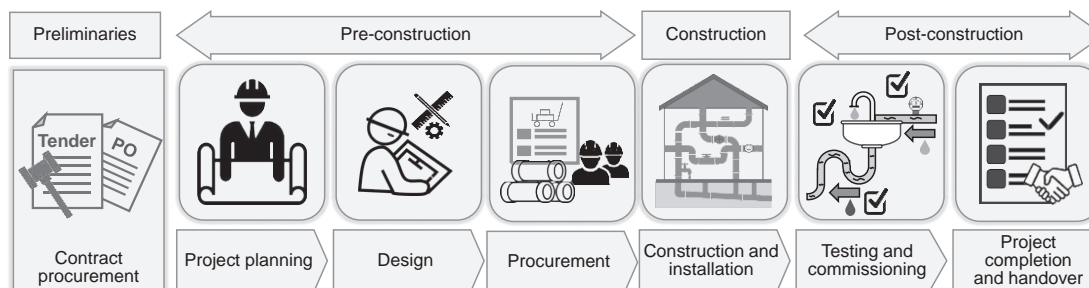 Preliminaries
Pre-construction
Construction
Post-construction
Tender
PO
Contract
procurement
Project planning
Design
Procurement
Construction and
installation
Testing and
commissioning
Project
completion
and handover